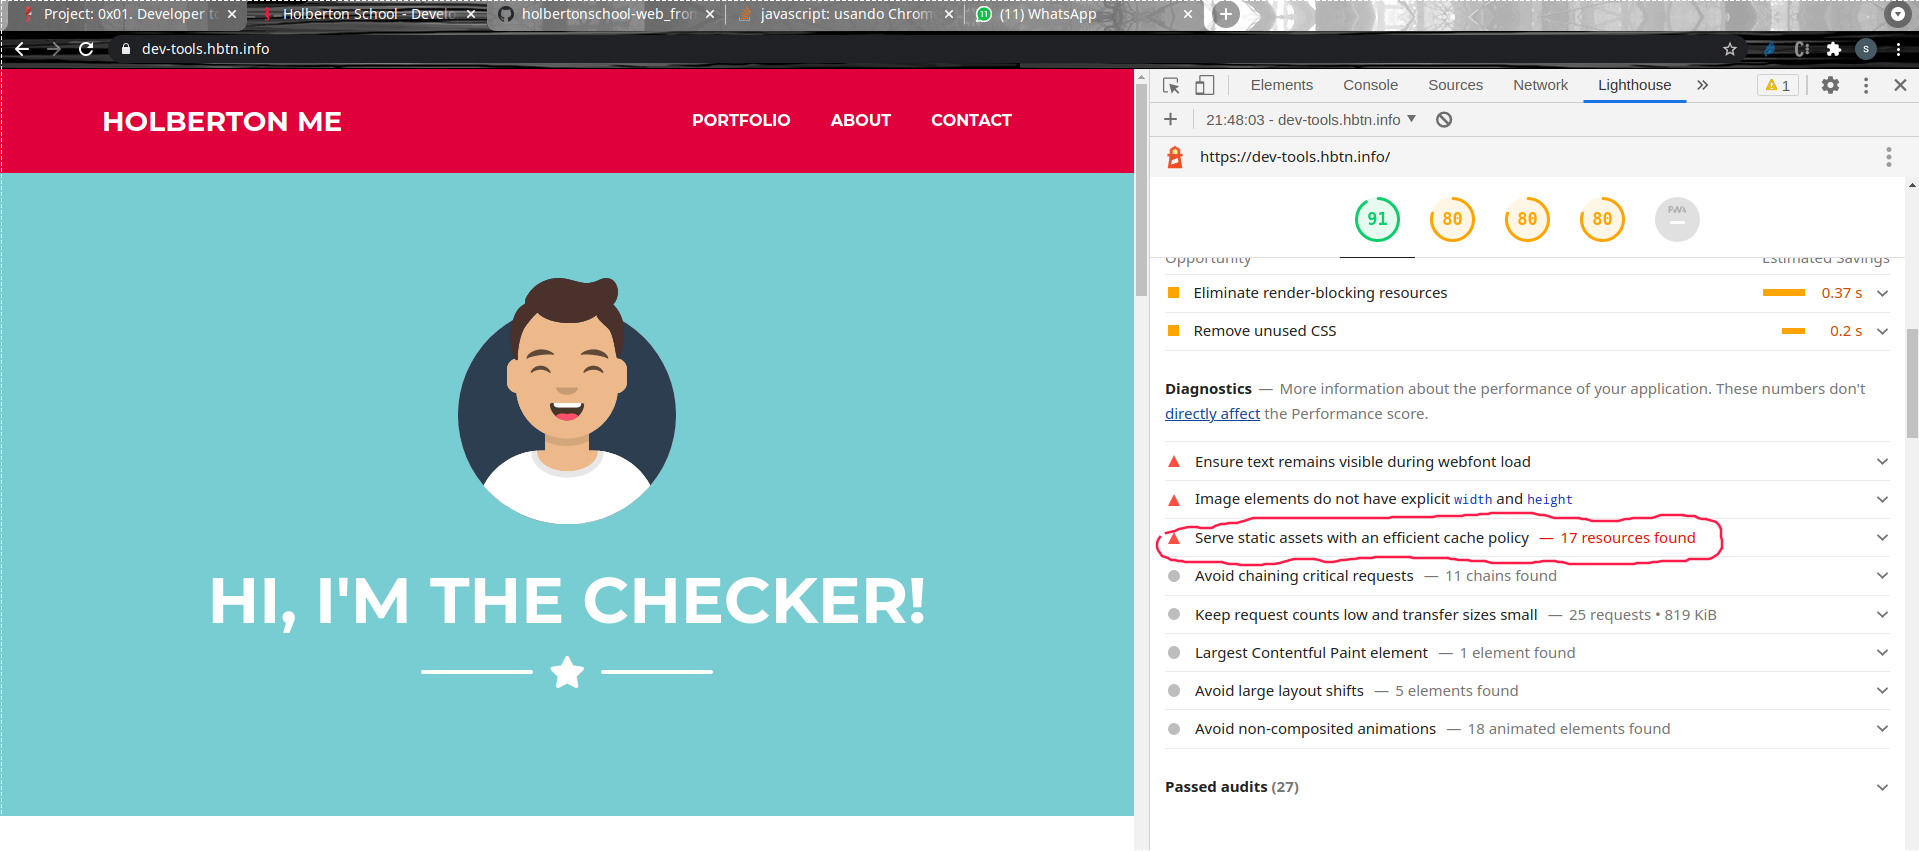 Project: 0x01. Developer to
Holberton School - Develo
holbertonschool-web_fron
javascript: usando Chrom
(11) WhatsApp
dev-tools.hbtn.info
S
HOLBERTON ME
PORTFOLIO ABOUT CONTACT
HI, I'M THE CHECKER!
Elements Console Sources Network Lighthouse 1
21:48:03 - dev-tools.hbtn.info
https://dev-tools.hbtn.info/
91 80 80 80 PWA
Opportunity Estimated Savings
Eliminate render-blocking resources 0.37 s
Remove unused CSS 0.2 s
Diagnostics — More information about the performance of your application. These numbers don't
directly affect the Performance score.
Ensure text remains visible during webfont load
Image elements do not have explicit width and height
Serve static assets with an efficient cache policy — 17 resources found
Avoid chaining critical requests — 11 chains found
Keep request counts low and transfer sizes small — 25 requests • 819 KiB
Largest Contentful Paint element — 1 element found
Avoid large layout shifts — 5 elements found
Avoid non-composited animations — 18 animated elements found
Passed audits (27)